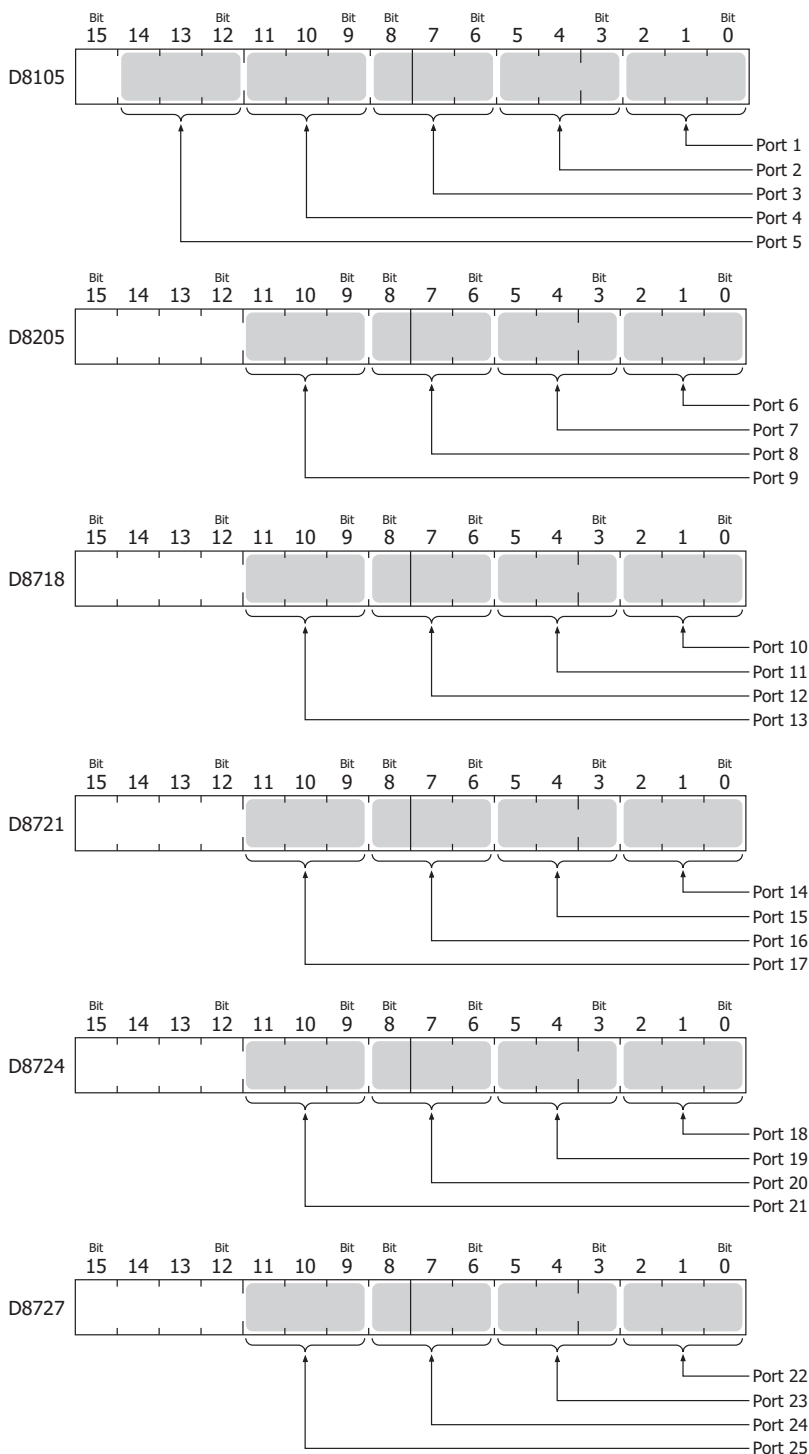 Bit Bit Bit Bit Bit Bit Bit
15 14 13 12 11 10 9 8 7 6 5 4 3 2 1 0
D8105
Port 1
Port 2
Port 3
Port 4
Port 5
Bit Bit Bit Bit Bit Bit Bit
15 14 13 12 11 10 9 8 7 6 5 4 3 2 1 0
D8205
Port 6
Port 7
Port 8
Port 9
Bit Bit Bit Bit Bit Bit Bit
15 14 13 12 11 10 9 8 7 6 5 4 3 2 1 0
D8718
Port 10
Port 11
Port 12
Port 13
Bit Bit Bit Bit Bit Bit Bit
15 14 13 12 11 10 9 8 7 6 5 4 3 2 1 0
D8721
Port 14
Port 15
Port 16
Port 17
Bit Bit Bit Bit Bit Bit Bit
15 14 13 12 11 10 9 8 7 6 5 4 3 2 1 0
D8724
Port 18
Port 19
Port 20
Port 21
Bit Bit Bit Bit Bit Bit Bit
15 14 13 12 11 10 9 8 7 6 5 4 3 2 1 0
D8727
Port 22
Port 23
Port 24
Port 25